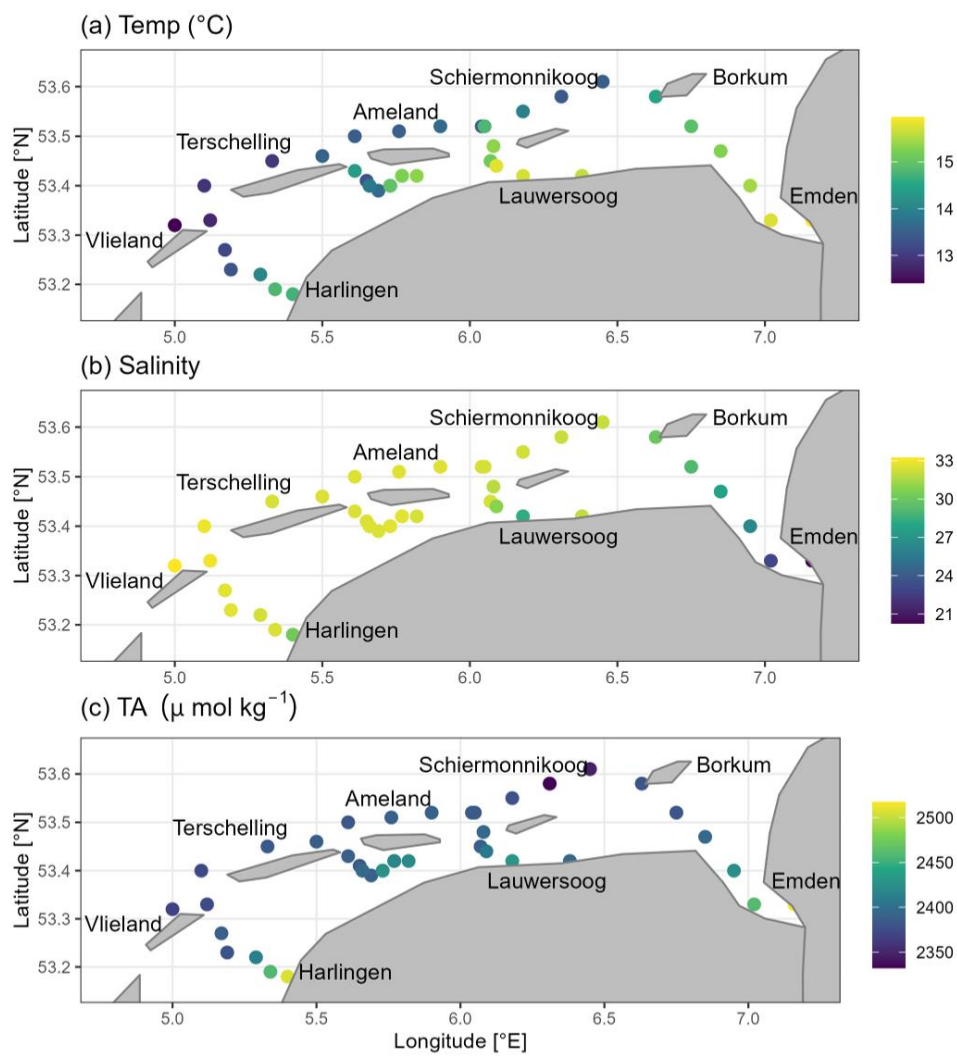 (a) Temp (°C)
Latitude [°N]
53.6
53.5
53.4
53.3
53.2
Schiermonnikoog
Borkum
Ameland
Terschelling
Lauwersoog
Emden
Vlieland
Harlingen
5.0 5.5 6.0 6.5 7.0
15
14
13
(b) Salinity
Latitude [°N]
53.6
53.5
53.4
53.3
53.2
Schiermonnikoog
Borkum
Ameland
Terschelling
Lauwersoog
Emden
Vlieland
Harlingen
5.0 5.5 6.0 6.5 7.0
33
30
27
24
21
(c) TA (μ mol kg⁻¹)
Latitude [°N]
53.6
53.5
53.4
53.3
53.2
Schiermonnikoog
Borkum
Ameland
Terschelling
Lauwersoog
Emden
Vlieland
Harlingen
5.0 5.5 6.0 6.5 7.0
Longitude [°E]
2500
2450
2400
2350